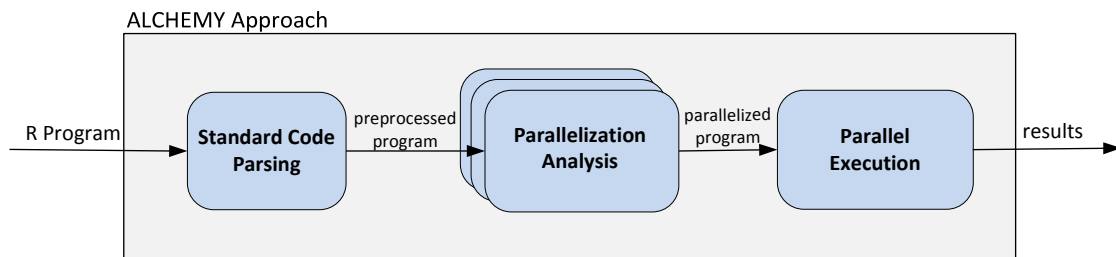 ALCHEMY Approach
R Program
Standard Code
Parsing
preprocessed
program
Parallelization
Analysis
parallelized
program
Parallel
Execution
results